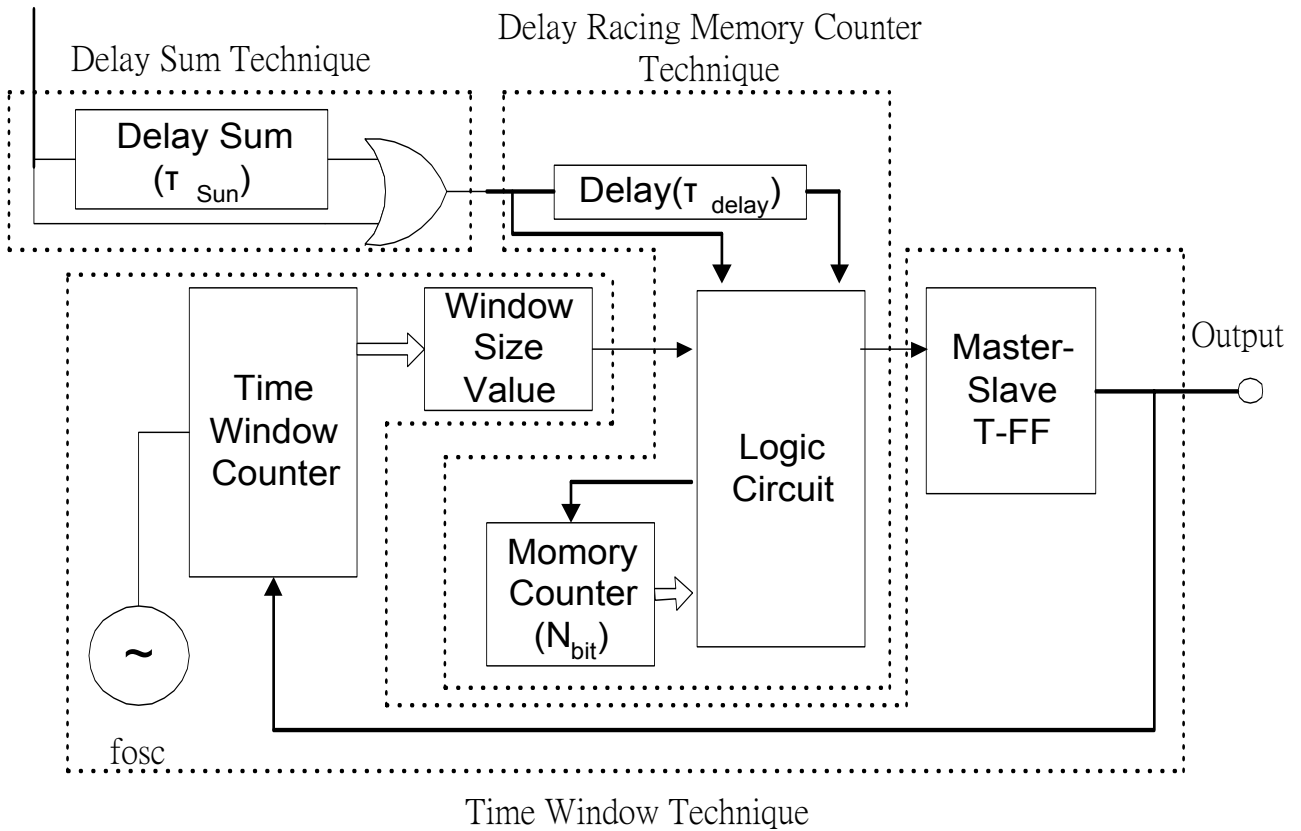 Delay Racing Memory Counter
Technique
Delay Sum Technique
Delay Sum
(τ Sun)
Delay(τ delay)
Window
Size
Value
Time
Window
Counter
Master-
Slave
T-FF
Output
Logic
Circuit
Momory
Counter
(Nbit)
~
fosc
Time Window Technique